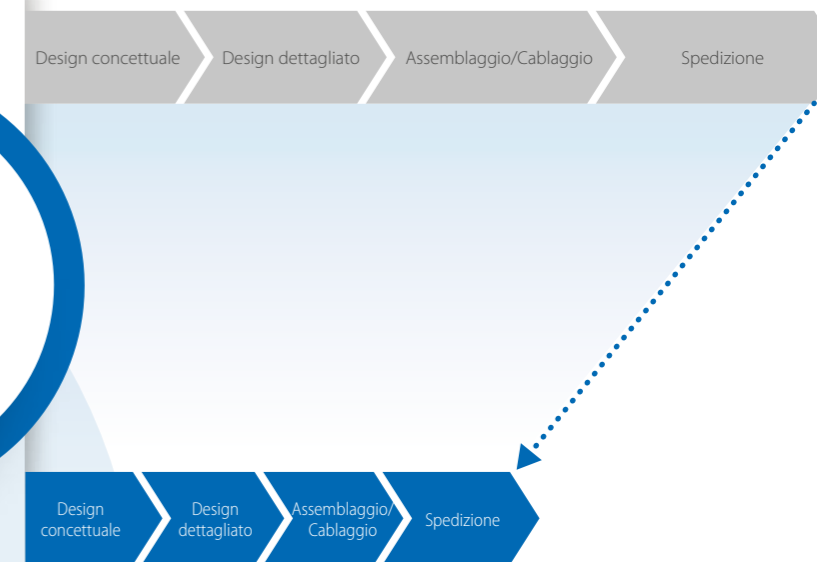 Design concettuale
Design dettagliato
Assemblaggio/Cablaggio
Spedizione
Design
concettuale
Design
dettagliato
Assemblaggio/
Cablaggio
Spedizione